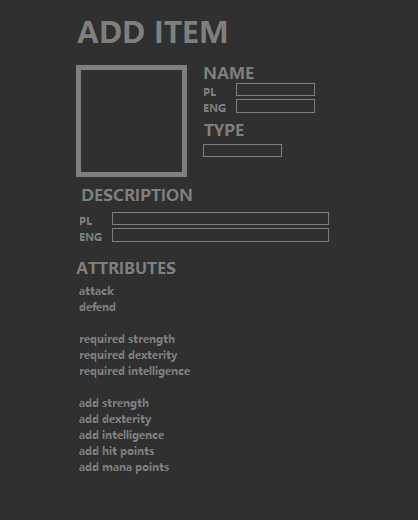 ADD ITEM
NAME
PL
ENG
TYPE
DESCRIPTION
PL
ENG
ATTRIBUTES
attack
defend
required strength
required dexterity
required intelligence
add strength
add dexterity
add intelligence
add hit points
add mana points